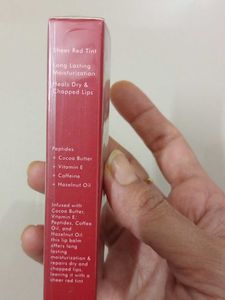 Sheer Red Tint
Long Lasting
Moisturization
Heals Dry &
Chapped Lips
Peptides
+ Cocoa Butter
+ Vitamin E
+ Caffeine
+ Hazelnut Oil
Infused with
Cocoa Butter,
Vitamin E,
Peptides, Coffee
Oil, and
Hazelnut Oil
this lip balm
offers long
lasting
moisturization &
repairs dry and
chapped lips,
leaving it with a
sheer red tint